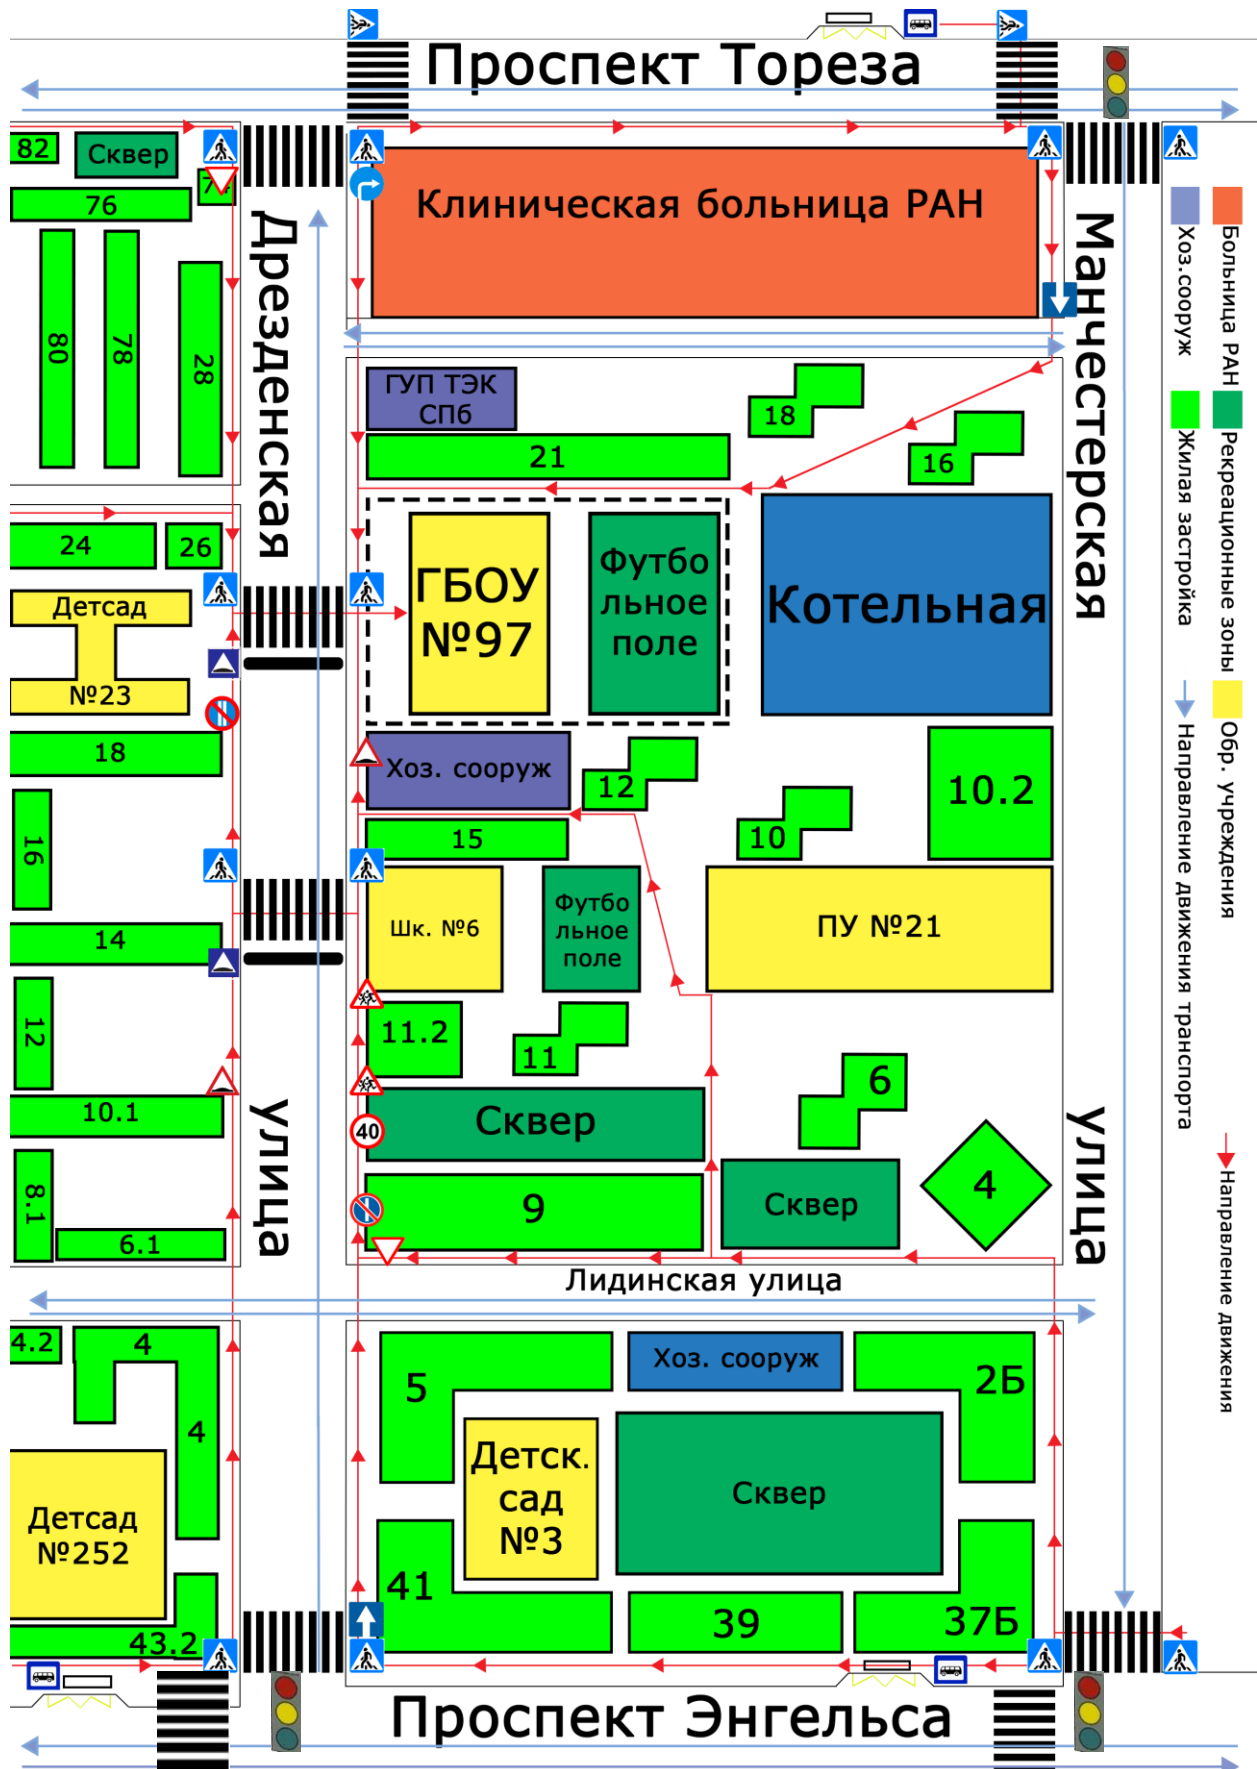 Проспект Тореза
82
Сквер
76
80
78
28
Дрезденская
Клиническая больница РАН
Манчестерская
Хоз.сооруж
Больница РАН
Жилая застройка
Рекреационные зоны
Направление движения транспорта
Обр. учреждения
Направление движения
ГУП ТЭК
СПб
18
16
21
24
26
Детсад
№23
ГБОУ
№97
Футбо
льное
поле
Котельная
18
Хоз. сооруж
12
10
10.2
16
15
14
Шк. №6
Футбо
льное
поле
ПУ №21
12
11.2
11
6
10.1
улица
Сквер
40
улица
8.1
6.1
9
Сквер
4
Лидинская улица
4.2
4
4
5
Хоз. сооруж
2Б
Детск.
сад
№3
Сквер
Детсад
№252
41
39
37Б
43.2
Проспект Энгельса